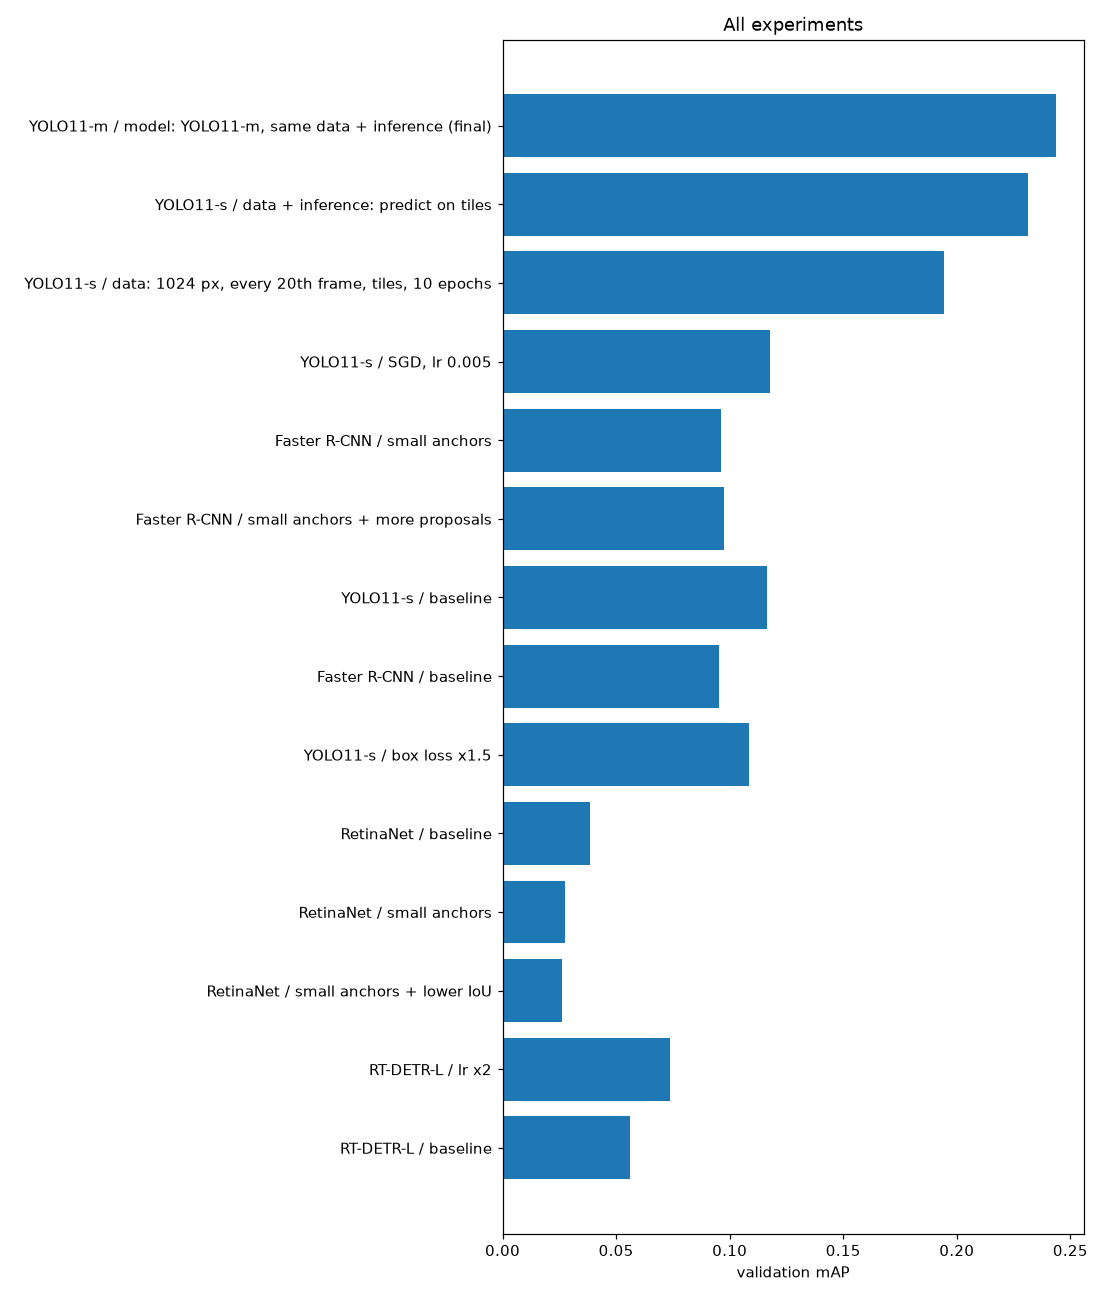 All experiments
YOLO11-m / model: YOLO11-m, same data + inference (final)
YOLO11-s / data + inference: predict on tiles
YOLO11-s / data: 1024 px, every 20th frame, tiles, 10 epochs
YOLO11-s / SGD, lr 0.005
Faster R-CNN / small anchors
Faster R-CNN / small anchors + more proposals
YOLO11-s / baseline
Faster R-CNN / baseline
YOLO11-s / box loss x1.5
RetinaNet / baseline
RetinaNet / small anchors
RetinaNet / small anchors + lower IoU
RT-DETR-L / lr x2
RT-DETR-L / baseline
0.00 0.05 0.10 0.15 0.20 0.25
validation mAP